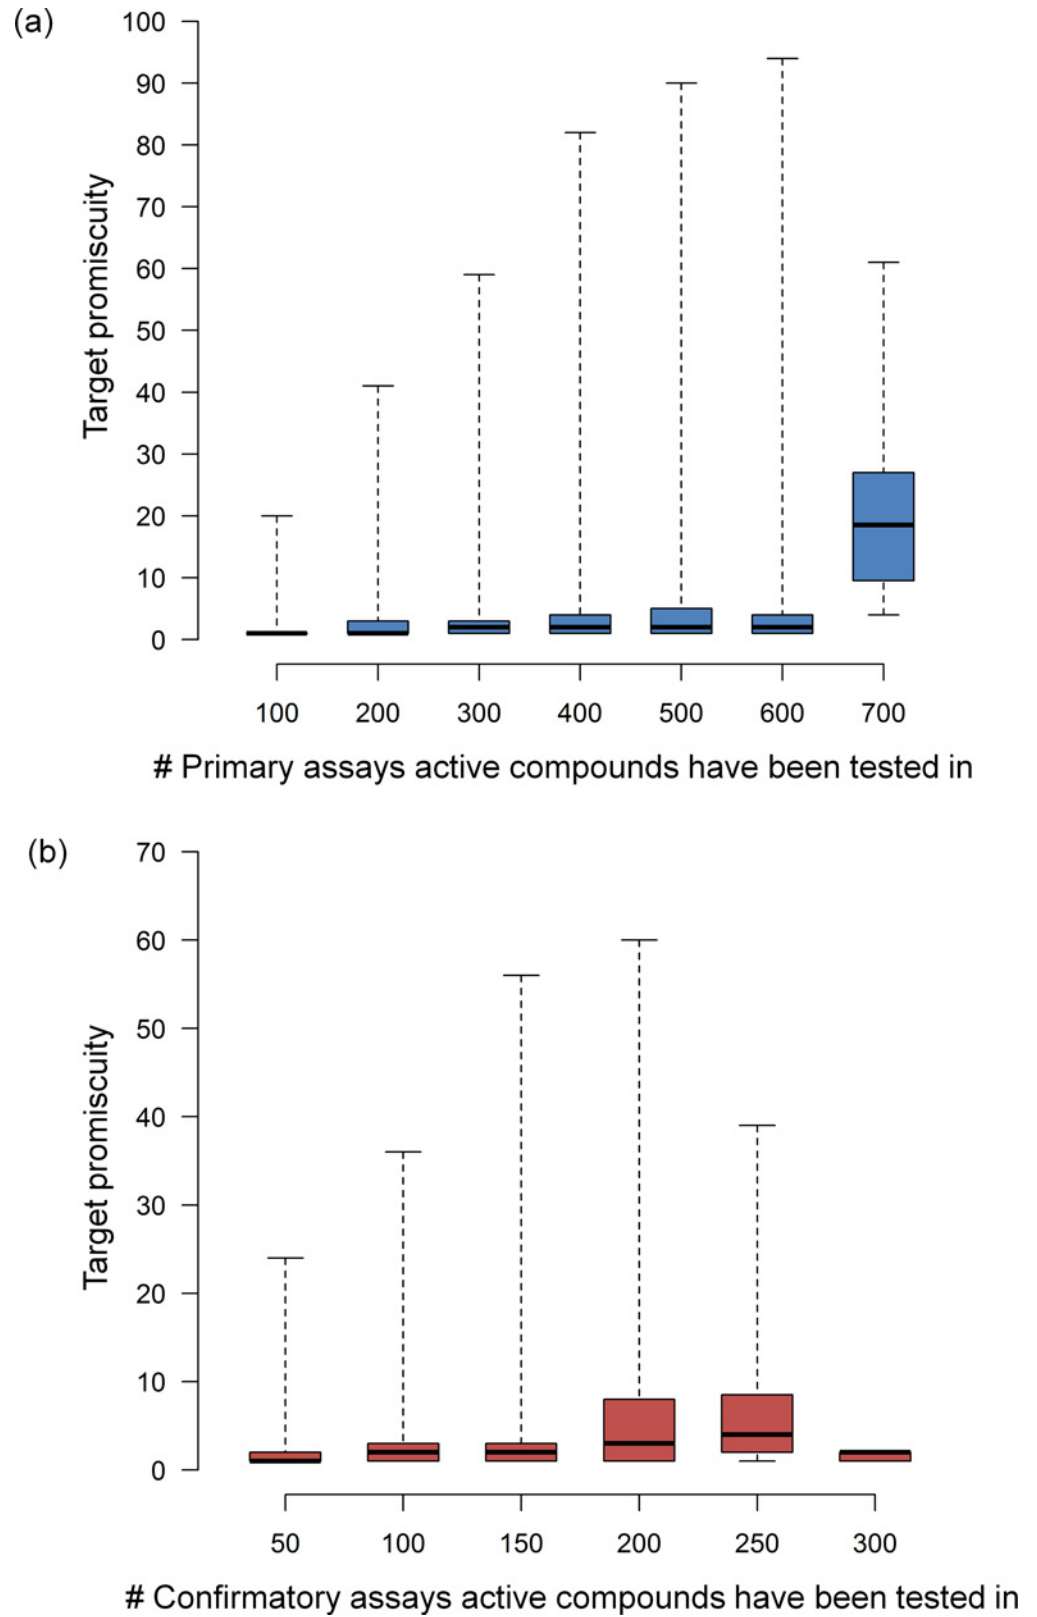 (a)
Target promiscuity
100
90
80
70
60
50
40
30
20
10
0
100 200 300 400 500 600 700
# Primary assays active compounds have been tested in
(b)
Target promiscuity
70
60
50
40
30
20
10
0
50 100 150 200 250 300
# Confirmatory assays active compounds have been tested in